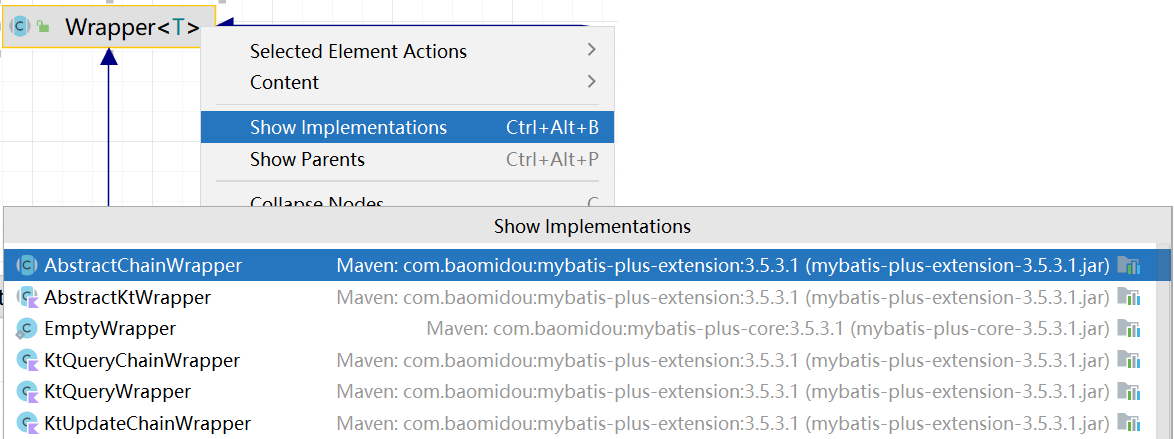 Wrapper<T>
Selected Element Actions
Content
Show Implementations Ctrl+Alt+B
Show Parents Ctrl+Alt+P
Collapse Nodes C
Show Implementations
AbstractChainWrapper Maven: com.baomidou:mybatis-plus-extension:3.5.3.1 (mybatis-plus-extension-3.5.3.1.jar)
AbstractKtWrapper Maven: com.baomidou:mybatis-plus-extension:3.5.3.1 (mybatis-plus-extension-3.5.3.1.jar)
EmptyWrapper Maven: com.baomidou:mybatis-plus-core:3.5.3.1 (mybatis-plus-core-3.5.3.1.jar)
KtQueryChainWrapper Maven: com.baomidou:mybatis-plus-extension:3.5.3.1 (mybatis-plus-extension-3.5.3.1.jar)
KtQueryWrapper Maven: com.baomidou:mybatis-plus-extension:3.5.3.1 (mybatis-plus-extension-3.5.3.1.jar)
KtUpdateChainWrapper Maven: com.baomidou:mybatis-plus-extension:3.5.3.1 (mybatis-plus-extension-3.5.3.1.jar)